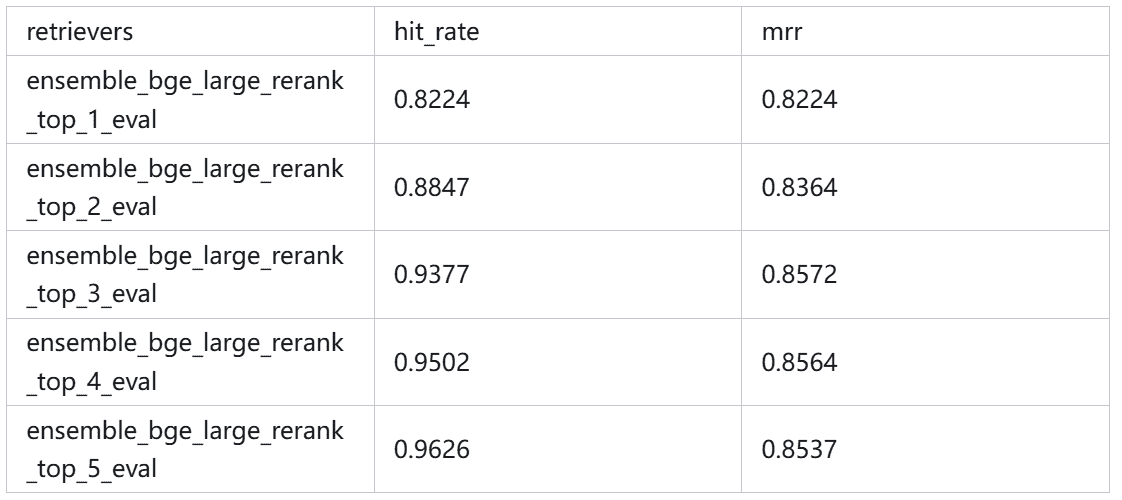 retrievers hit_rate mrr
ensemble_bge_large_rerank
_top_1_eval 0.8224 0.8224
ensemble_bge_large_rerank
_top_2_eval 0.8847 0.8364
ensemble_bge_large_rerank
_top_3_eval 0.9377 0.8572
ensemble_bge_large_rerank
_top_4_eval 0.9502 0.8564
ensemble_bge_large_rerank
_top_5_eval 0.9626 0.8537